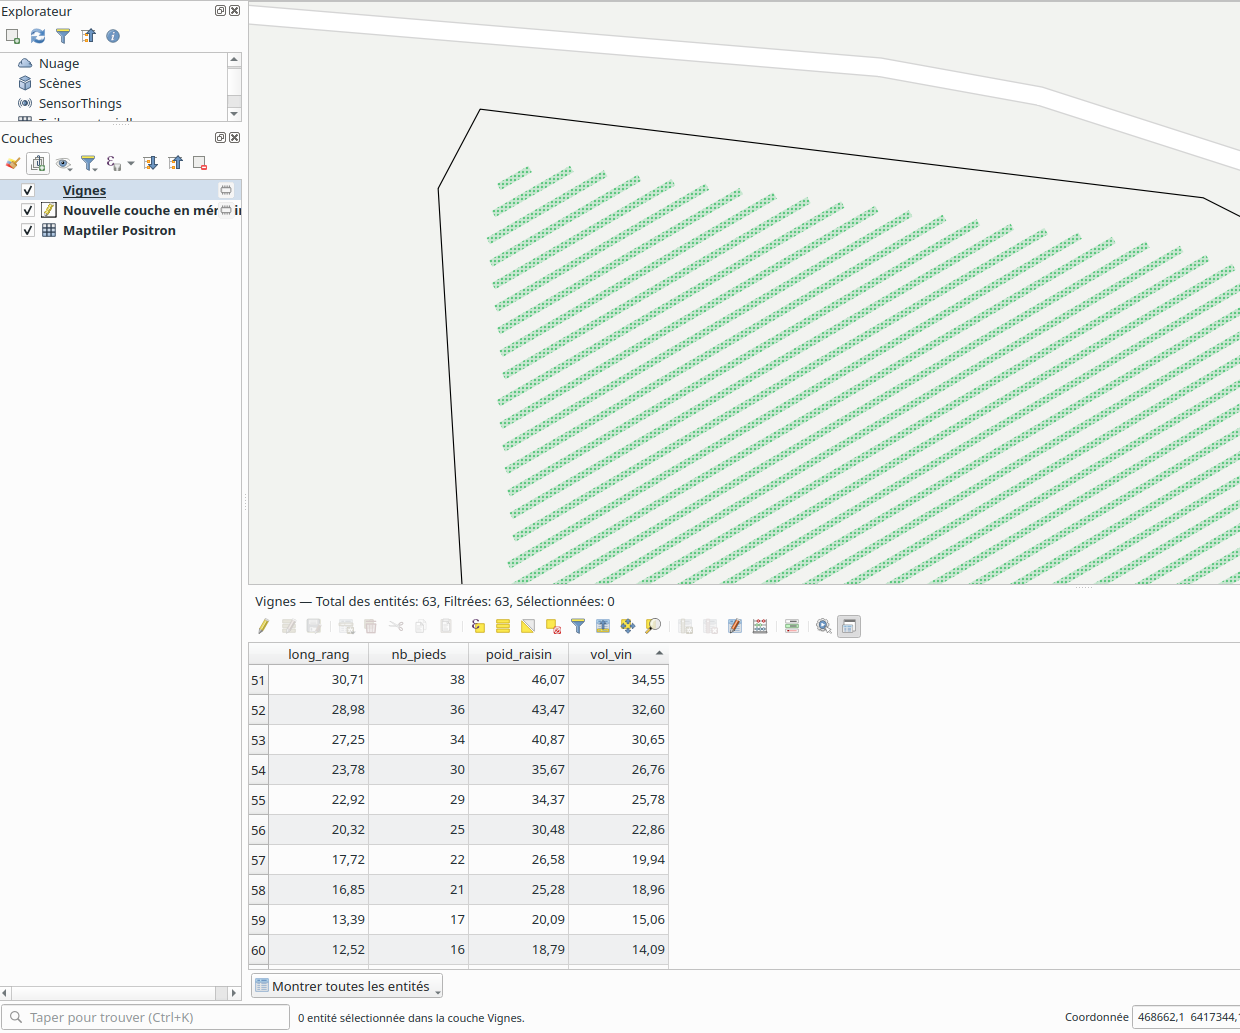 Explorateur
Nuage
Scènes
SensorThings
Couches
Vignes
Nouvelle couche en mé
Maptiler Positron
Vignes — Total des entités: 63, Filtrées: 63, Sélectionnées: 0
long_rang nb_pieds poid_raisin vol_vin
51 30,71 38 46,07 34,55
52 28,98 36 43,47 32,60
53 27,25 34 40,87 30,65
54 23,78 30 35,67 26,76
55 22,92 29 34,37 25,78
56 20,32 25 30,48 22,86
57 17,72 22 26,58 19,94
58 16,85 21 25,28 18,96
59 13,39 17 20,09 15,06
60 12,52 16 18,79 14,09
Montrer toutes les entités
Taper pour trouver (Ctrl+K)
0 entité sélectionnée dans la couche Vignes.
Coordonnée 468662,1 6417344,